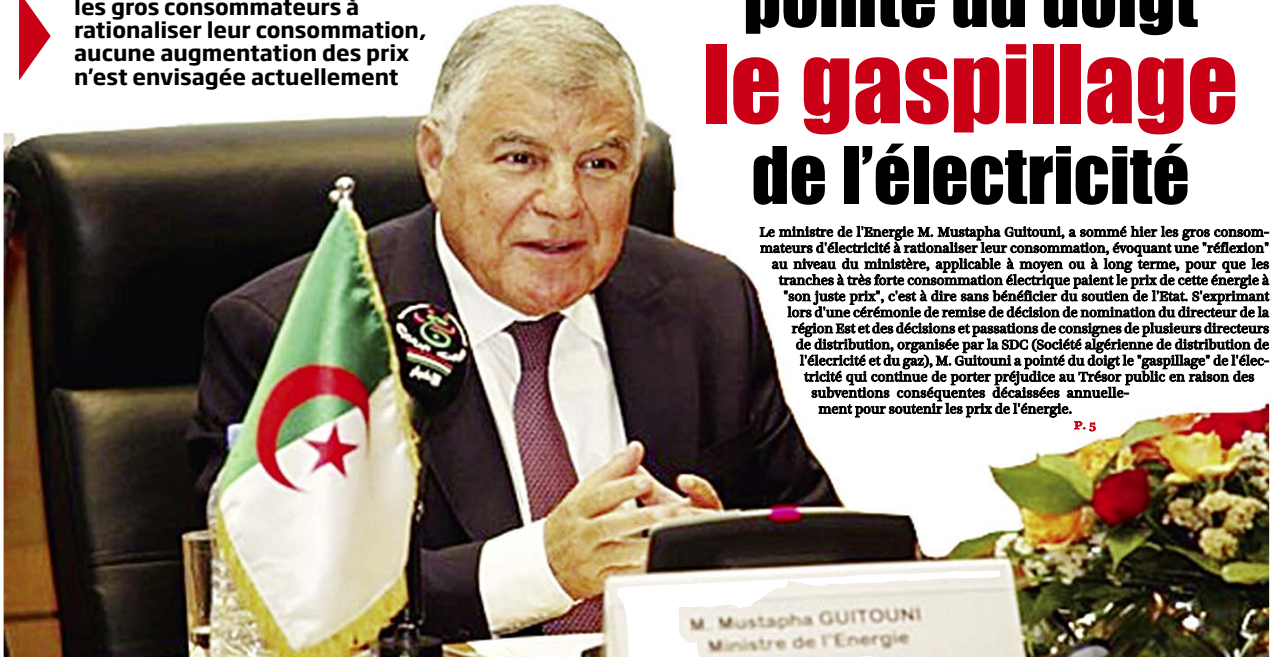 les gros consommateurs à
rationaliser leur consommation,
aucune augmentation des prix
n'est envisagée actuellement
pointe du doigt
le gaspillage
de l'électricité
Le ministre de l'Energie M. Mustapha Guitouni, a sommé hier les gros consom-
mateurs d'électricité à rationaliser leur consommation, évoquant une "réflexion"
au niveau du ministère, applicable à moyen ou à long terme, pour que les
tranches à très forte consommation électrique paient le prix de cette énergie à
"son juste prix", c'est à dire sans bénéficier du soutien de l'Etat. S'exprimant
lors d'une cérémonie de remise de décision de nomination du directeur de la
région Est et des décisions et passations de consignes de plusieurs directeurs
de distribution, organisée par la SDC (Société algérienne de distribution de
l'élecricité et du gaz), M. Guitouni a pointé du doigt le "gaspillage" de l'élec-
tricité qui continue de porter préjudice au Trésor public en raison des
subventions conséquentes décaissées annuelle-
ment pour soutenir les prix de l'énergie.
P. 5
M. Mustapha GUITOUNI
Ministre de l'Energie